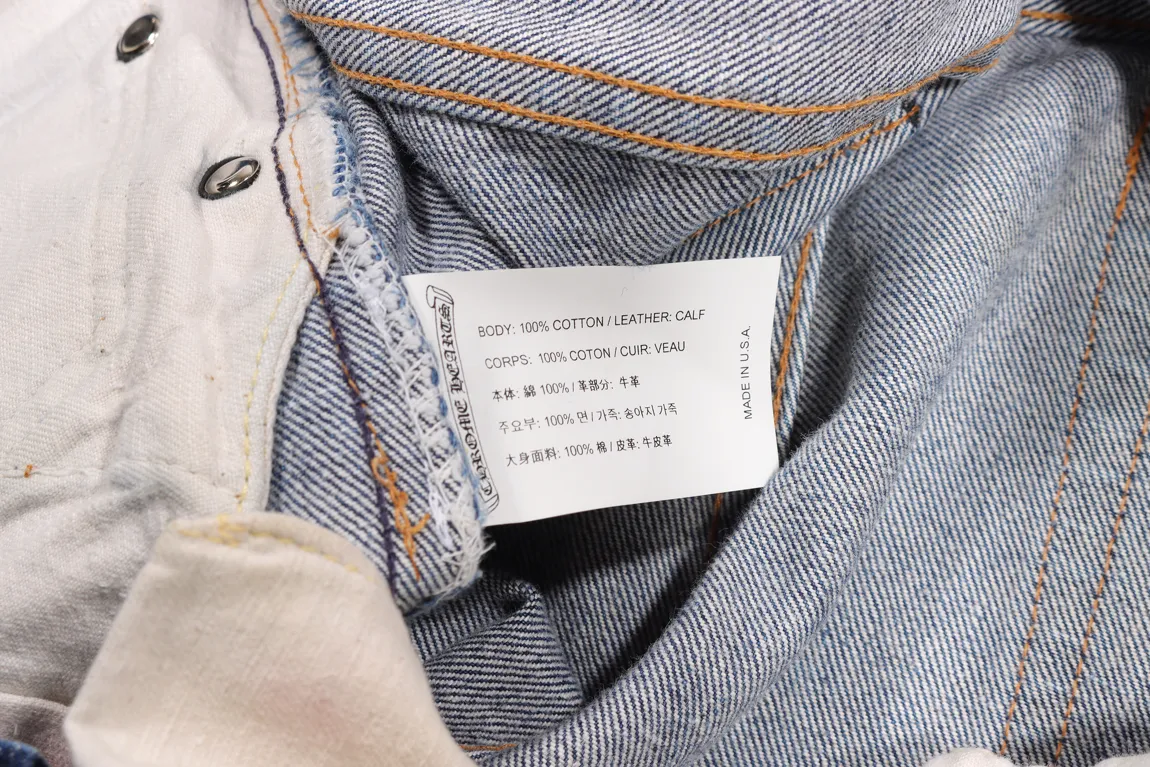 CHROME HEARTS
BODY: 100% COTTON / LEATHER: CALF
CORPS: 100% COTON / CUIR: VEAU
本体: 綿 100% / 革部分: 牛革
주요부: 100% 면 / 가죽: 송아지 가죽
大身面料: 100% 棉 / 皮革: 牛皮革
MADE IN U.S.A.